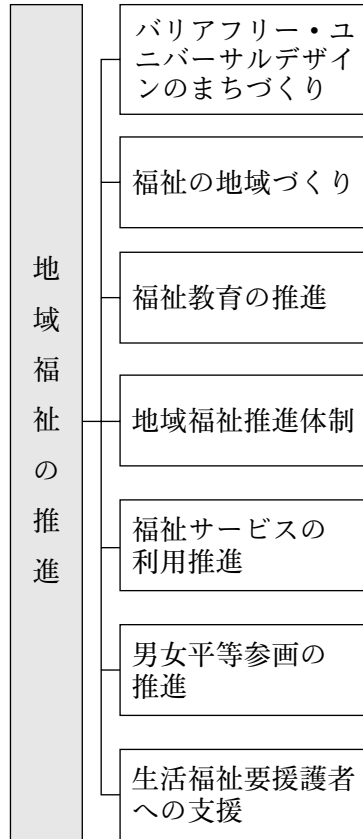 地域福祉の推進
バリアフリー・ユ
ニバーサルデザイ
ンのまちづくり
福祉の地域づくり
福祉教育の推進
地域福祉推進体制
福祉サービスの
利用推進
男女平等参画の
推進
生活福祉要援護者
への支援